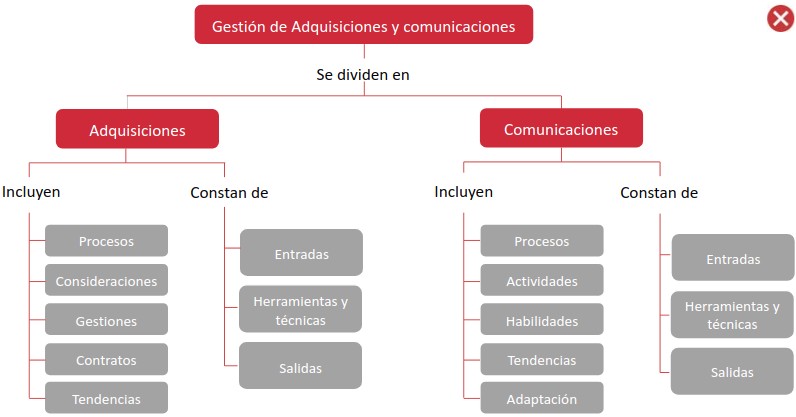 Gestión de Adquisiciones y comunicaciones
Se dividen en
Adquisiciones
Comunicaciones
Incluyen
Constan de
Incluyen
Constan de
Procesos
Consideraciones
Gestiones
Contratos
Tendencias
Entradas
Herramientas y
técnicas
Salidas
Procesos
Actividades
Habilidades
Tendencias
Adaptación
Entradas
Herramientas y
técnicas
Salidas